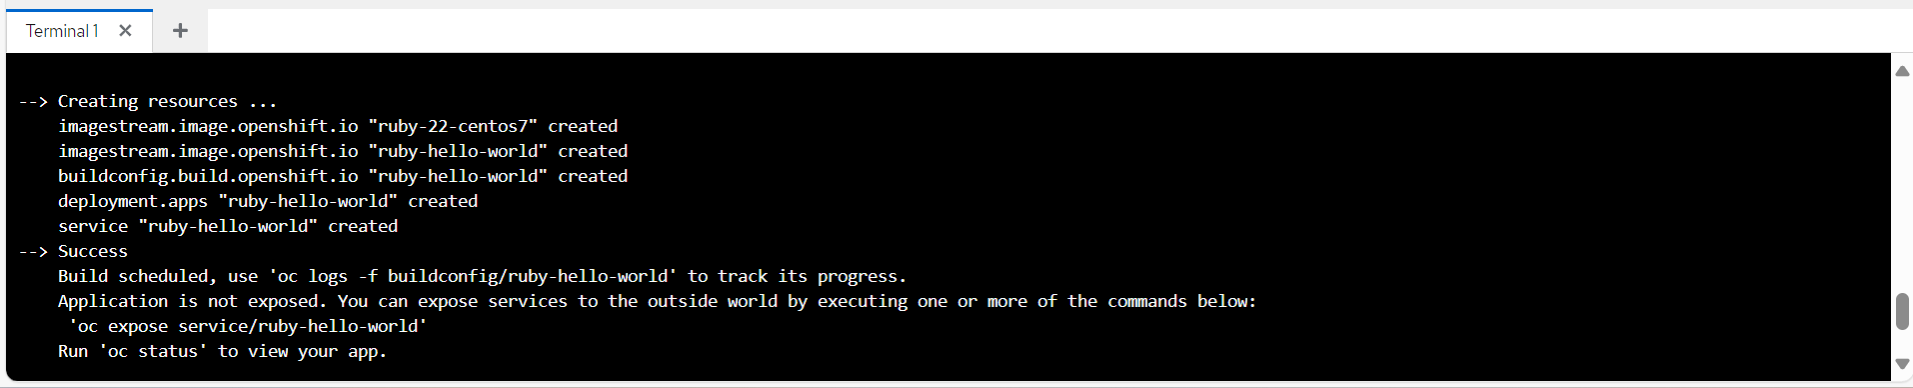 Terminal 1 × +
--> Creating resources ...
imagestream.image.openshift.io "ruby-22-centos7" created
imagestream.image.openshift.io "ruby-hello-world" created
buildconfig.build.openshift.io "ruby-hello-world" created
deployment.apps "ruby-hello-world" created
service "ruby-hello-world" created
--> Success
Build scheduled, use 'oc logs -f buildconfig/ruby-hello-world' to track its progress.
Application is not exposed. You can expose services to the outside world by executing one or more of the commands below:
'oc expose service/ruby-hello-world'
Run 'oc status' to view your app.